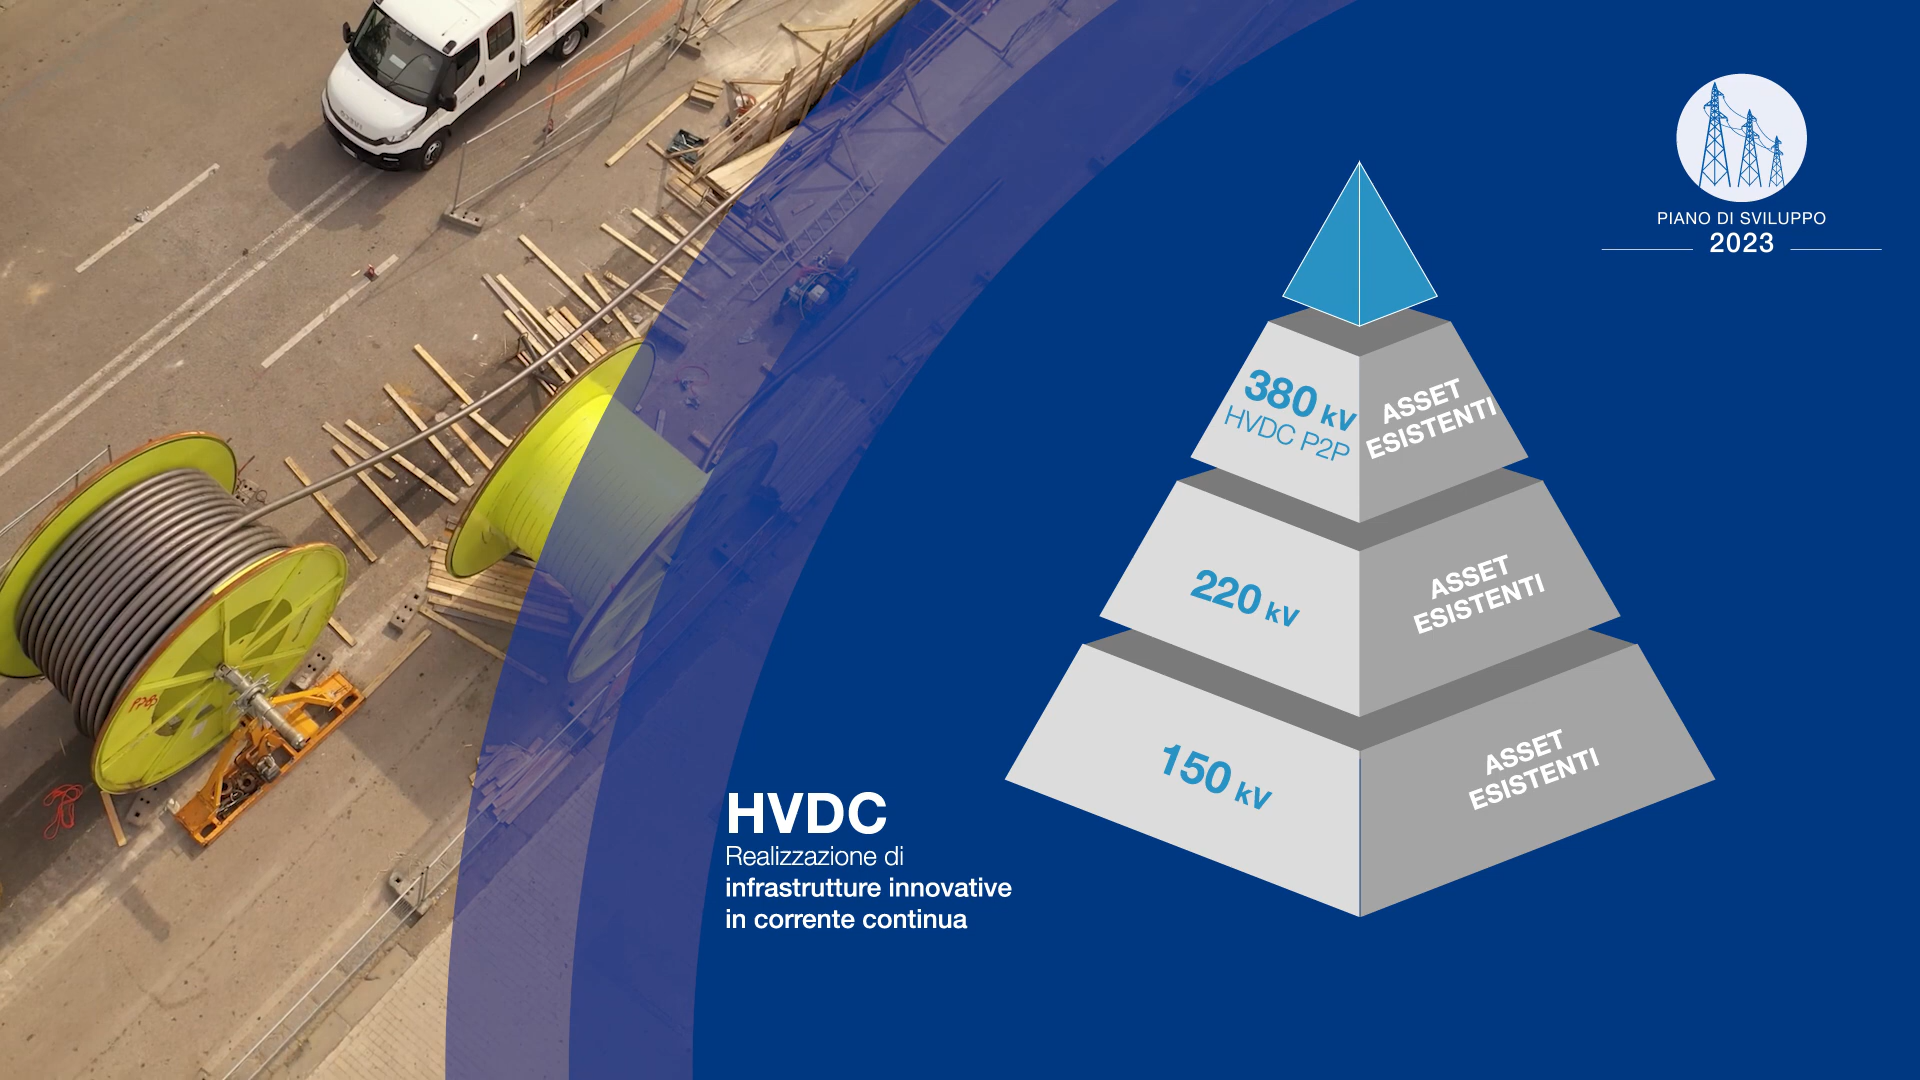 PIANO DI SVILUPPO
2023
380 kV
HVDC P2P
ASSET
ESISTENTI
220 kV
ASSET
ESISTENTI
150 kV
ASSET
ESISTENTI
HVDC
Realizzazione di
infrastrutture innovative
in corrente continua